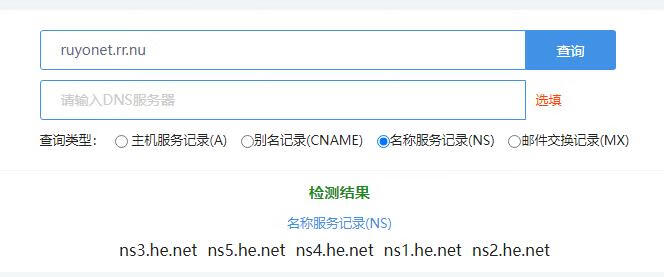 ruyonet.rr.nu 查询
请输入DNS服务器 选填
查询类型： 主机服务记录(A) 别名记录(CNAME) 名称服务记录(NS) 邮件交换记录(MX)
检测结果
名称服务记录(NS)
ns3.he.net ns5.he.net ns4.he.net ns1.he.net ns2.he.net